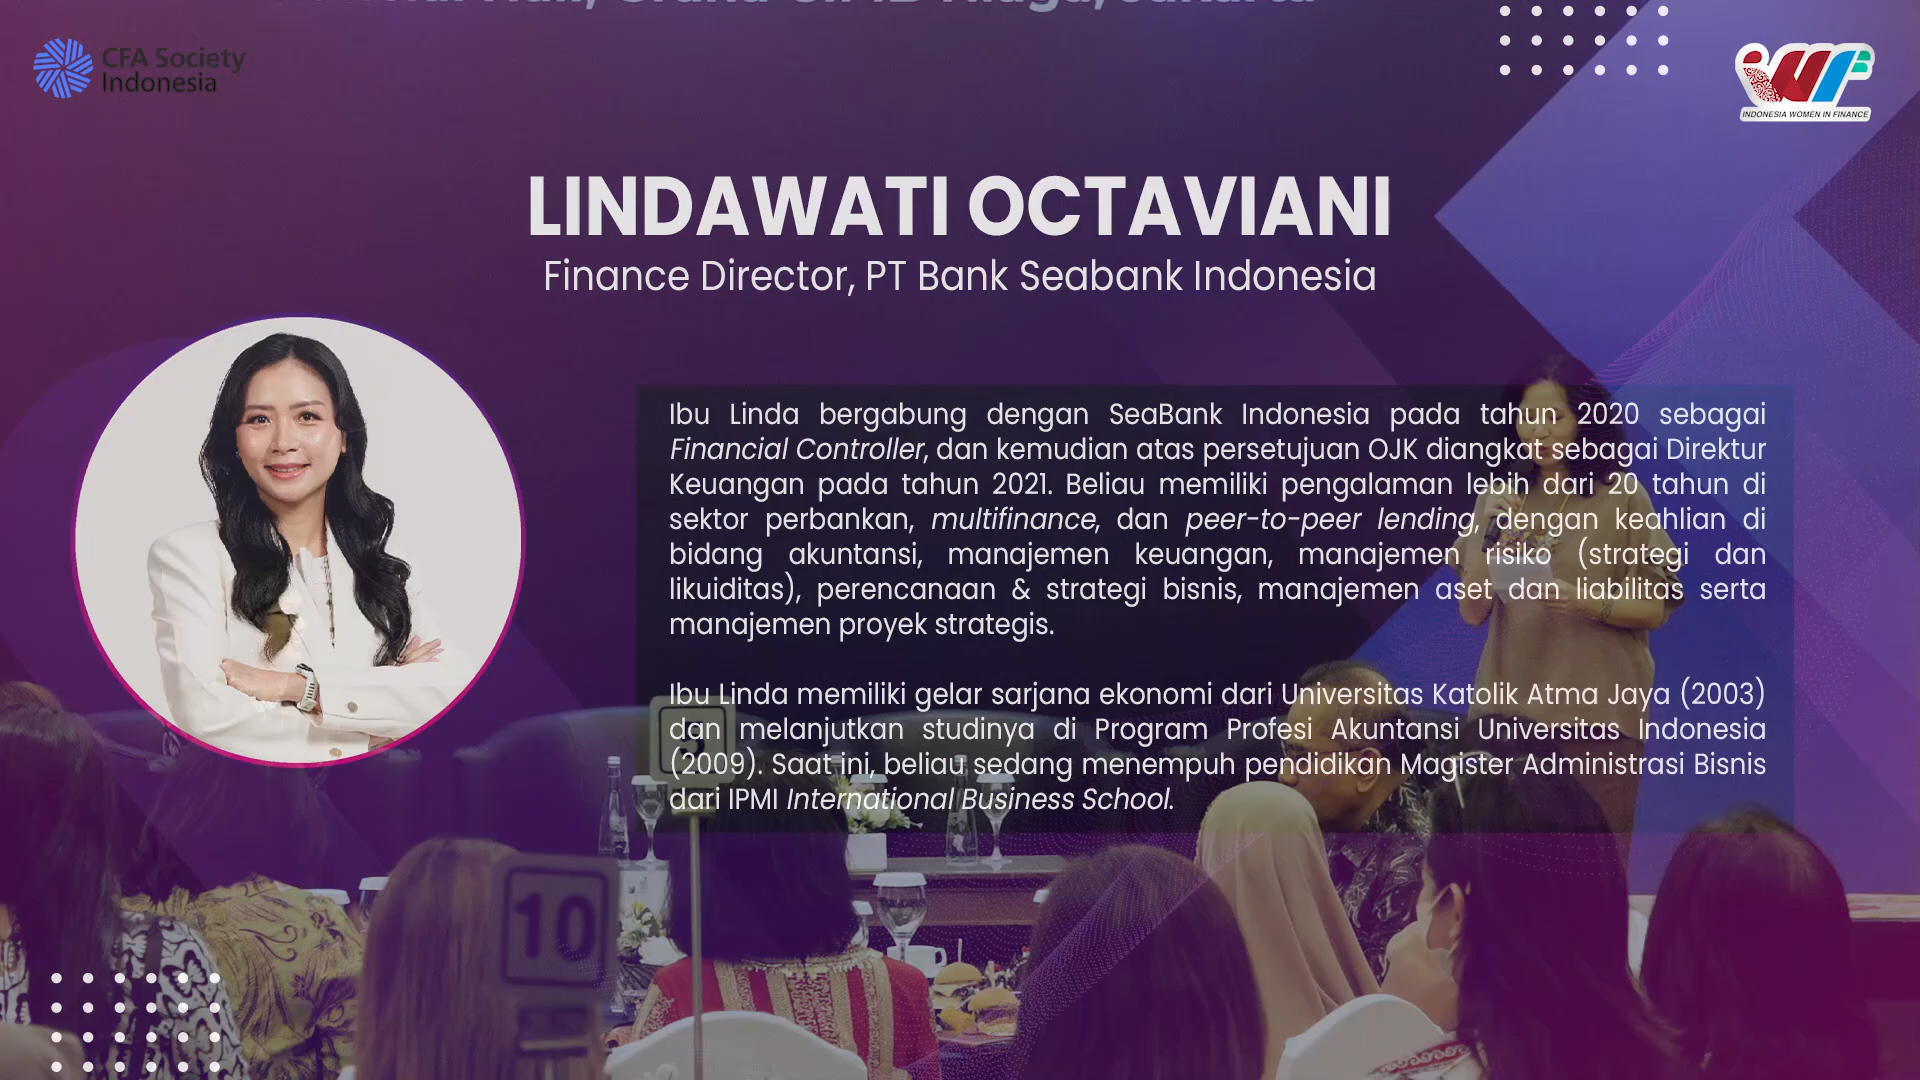 CFA Society
Indonesia
INDONESIA WOMEN IN FINANCE
LINDAWATI OCTAVIANI
Finance Director, PT Bank Seabank Indonesia
Ibu Linda bergabung dengan SeaBank Indonesia pada tahun 2020 sebagai
Financial Controller, dan kemudian atas persetujuan OJK diangkat sebagai Direktur
Keuangan pada tahun 2021. Beliau memiliki pengalaman lebih dari 20 tahun di
sektor perbankan, multifinance, dan peer-to-peer lending, dengan keahlian di
bidang akuntansi, manajemen keuangan, manajemen risiko (strategi dan
likuiditas), perencanaan & strategi bisnis, manajemen aset dan liabilitas serta
manajemen proyek strategis.
Ibu Linda memiliki gelar sarjana ekonomi dari Universitas Katolik Atma Jaya (2003)
dan melanjutkan studinya di Program Profesi Akuntansi Universitas Indonesia
(2009). Saat ini, beliau sedang menempuh pendidikan Magister Administrasi Bisnis
dari IPMI International Business School.
10